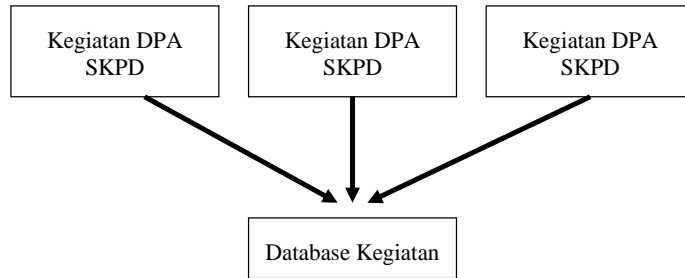 Kegiatan DPA
SKPD
Kegiatan DPA
SKPD
Kegiatan DPA
SKPD
Database Kegiatan